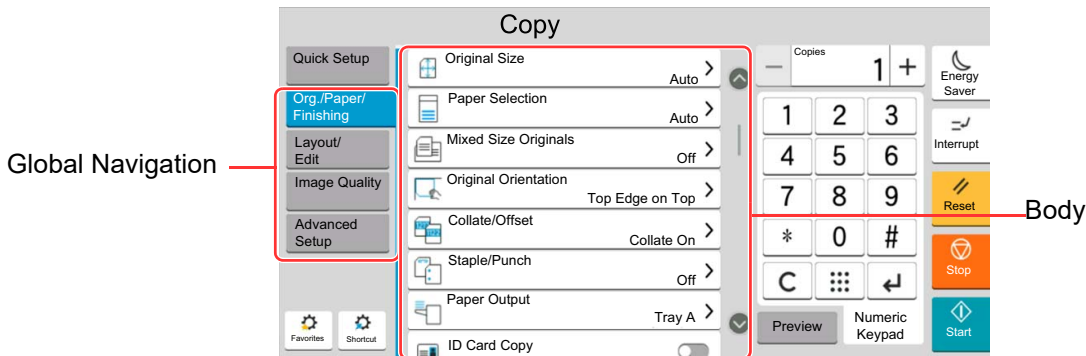 Copy
Global Navigation
Quick Setup
Org./Paper/
Finishing
Layout/
Edit
Image Quality
Advanced
Setup
Favorites
Shortcut
Original Size
Auto
Paper Selection
Auto
Mixed Size Originals
Off
Original Orientation
Top Edge on Top
Collate/Offset
Collate On
Staple/Punch
Off
Paper Output
Tray A
ID Card Copy
Copies
− 1 +
1 2 3
4 5 6
7 8 9
* 0 #
C
Preview
Numeric
Keypad
Energy
Saver
Interrupt
Reset
Stop
Start
Body